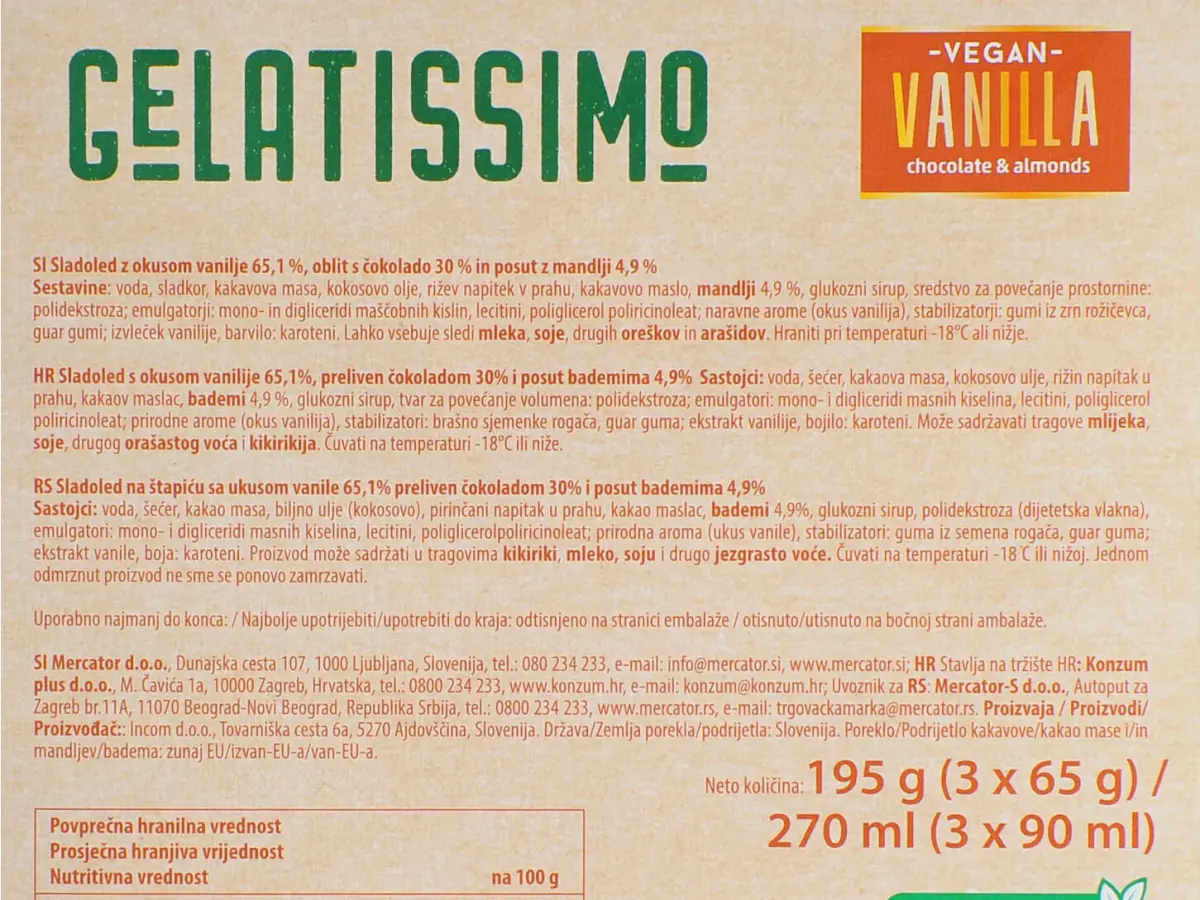 GELATISSIMO
-VEGAN-
VANILLA
chocolate & almonds
SI Sladoled z okusom vanilje 65,1 %, oblit s čokolado 30 % in posut z mandlji 4,9 %
Sestavine: voda, sladkor, kakavova masa, kokosovo olje, rižev napitek v prahu, kakavovo maslo, mandlji 4,9 %, glukozni sirup, sredstvo za povečanje prostornine:
polidekstroza; emulgatorji: mono- in digliceridi maščobnih kislin, lecitini, poliglicerol poliricinoleat; naravne arome (okus vanilija), stabilizatorji: gumi iz zrn rožičevca,
guar gumi; izvleček vanilije, barvilo: karoteni. Lahko vsebuje sledi mleka, soje, drugih oreškov in arašidov. Hraniti pri temperaturi -18°C ali nižje.
HR Sladoled s okusom vanilije 65,1%, preliven čokoladom 30% i posut bademima 4,9% Sastojci: voda, šećer, kakaova masa, kokosovo ulje, rižin napitak u
prahu, kakaov maslac, bademi 4,9 %, glukozni sirup, tvar za povećanje volumena: polidekstroza; emulgatori: mono- i digliceridi masnih kiselina, lecitini, poliglicerol
poliricinoleat; prirodne arome (okus vanilija), stabilizatori: brašno sjemenke rogača, guar guma; ekstrakt vanilije, bojilo: karoteni. Može sadržavati tragove mlijeka,
soje, drugog orašastog voća i kikirikija. Čuvati na temperaturi -18°C ili niže.
RS Sladoled na štapiću sa ukusom vanile 65,1% preliven čokoladom 30% i posut bademima 4,9%
Sastojci: voda, šećer, kakao masa, biljno ulje (kokosovo), pirinčani napitak u prahu, kakao maslac, bademi 4,9%, glukozni sirup, polidekstroza (dijetetska vlakna),
emulgatori: mono- i digliceridi masnih kiselina, lecitini, poliglicerolpoliricinoleat; prirodna aroma (ukus vanile), stabilizatori: guma iz semena rogača, guar guma;
ekstrakt vanile, boja: karoteni. Proizvod može sadržati u tragovima kikiriki, mleko, soju i drugo jezgrasto voće. Čuvati na temperaturi -18 ̊C ili nižoj. Jednom
odmrznut proizvod ne sme se ponovo zamrzavati.
Uporabno najmanj do konca: / Najbolje upotrijebiti/upotrebiti do kraja: odtisnjeno na stranici embalaže / otisnuto/utisnuto na bočnoj strani ambalaže.
SI Mercator d.o.o., Dunajska cesta 107, 1000 Ljubljana, Slovenija, tel.: 080 234 233, e-mail: info@mercator.si, www.mercator.si; HR Stavlja na tržište HR: Konzum
plus d.o.o., M. Čavića 1a, 10000 Zagreb, Hrvatska, tel.: 0800 234 233, www.konzum.hr, e-mail: konzum@konzum.hr; Uvoznik za RS: Mercator-S d.o.o., Autoput za
Zagreb br.11A, 11070 Beograd-Novi Beograd, Republika Srbija, tel.: 0800 234 233, www.mercator.rs, e-mail: trgovackamarka@mercator.rs. Proizvaja / Proizvodi/
Proizvođač:: Incom d.o.o., Tovarniška cesta 6a, 5270 Ajdovščina, Slovenija. Država/Zemlja porekla/podrijetla: Slovenija. Poreklo/Podrijetlo kakavove/kakao mase i/in
mandljev/badema: zunaj EU/izvan-EU-a/van-EU-a.
Neto količina: 195 g (3 x 65 g) /
270 ml (3 x 90 ml)
Povprečna hranilna vrednost
Prosječna hranjiva vrijednost
Nutritivna vrednost na 100 g